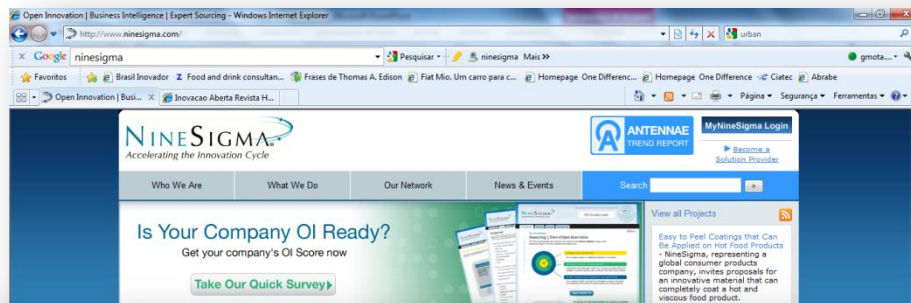 Open Innovation | Business Intelligence | Expert Sourcing - Windows Internet Explorer
http://www.ninesigma.com/
urban
Google
ninesigma
Pesquisar
ninesigma Mais »
gmota....
Favoritos
Brasil Inovador
Food and drink consultan...
Frases de Thomas A. Edison
Fiat Mio. Um carro para c...
Homepage One Differenc...
Homepage One Difference
Ciatec
Abrabe
Open Innovation | Busi...
Inovacao Aberta Revista H...
Página
Segurança
Ferramentas
NINESIGMA
Accelerating the Innovation Cycle
ANTENNAE
TREND REPORT
MyNineSigma Login
Become a
Solution Provider
Who We Are
What We Do
Our Network
News & Events
Search
Is Your Company OI Ready?
Get your company's OI Score now
Take Our Quick Survey
View all Projects
Easy to Peel Coatings that Can
Be Applied on Hot Food Products
- NineSigma, representing a
global consumer products
company, invites proposals for
an innovative material that can
completely coat a hot and
viscous food product.